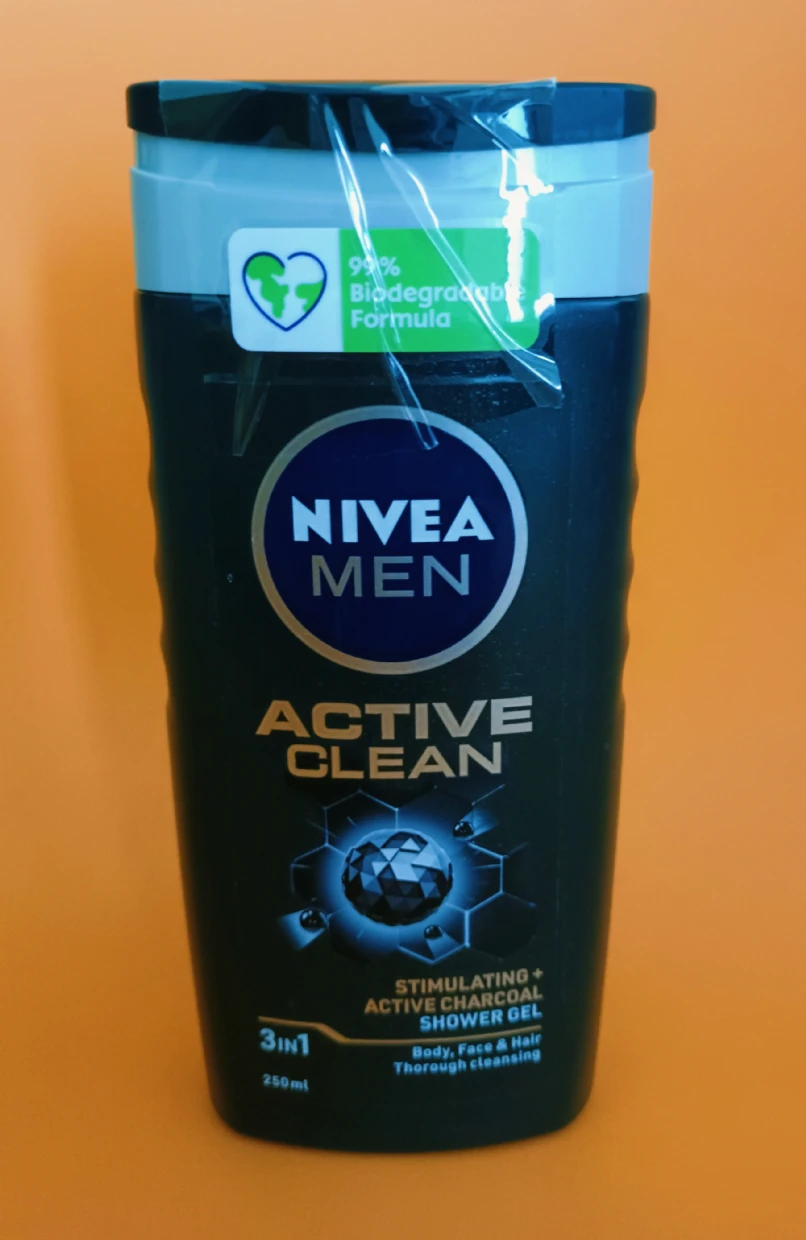 99%
Biodegradable
Formula
NIVEA
MEN
ACTIVE
CLEAN
STIMULATING +
ACTIVE CHARCOAL
SHOWER GEL
3IN1
Body, Face & Hair
Thorough cleansing
250ml